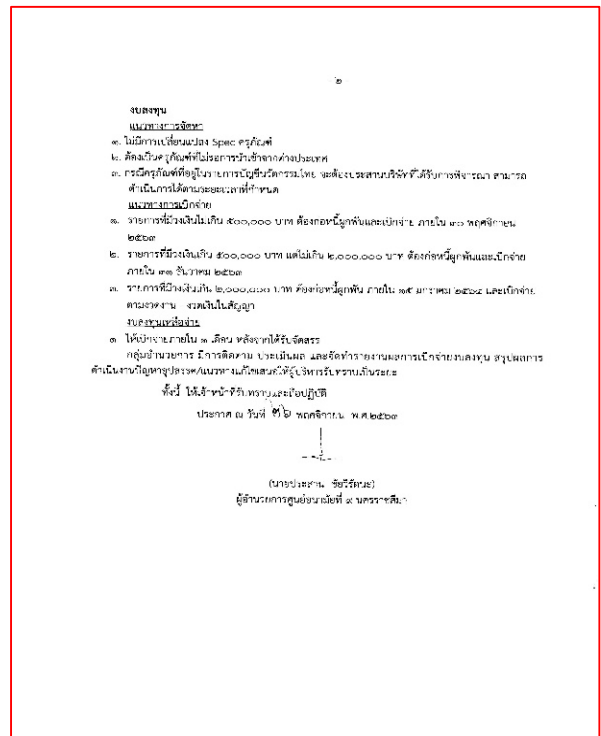 ๒
งบลงทุน
แนวทางการจัดหา
๑. ไม่มีการเปลี่ยนแปลง Spec ครุภัณฑ์
๒. ต้องเป็นครุภัณฑ์ที่ไม่รอการนำเข้าจากต่างประเทศ
๓. กรณีครุภัณฑ์ที่อยู่ในรายการบัญชีนวัตกรรมไทย จะต้องประสานบริษัทที่ได้รับการพิจารณา สามารถ
ดำเนินการได้ตามระยะเวลาที่กำหนด
แนวทางการเบิกจ่าย
๑. รายการที่มีวงเงินไม่เกิน ๕๐๐,๐๐๐ บาท ต้องก่อหนี้ผูกพันและเบิกจ่าย ภายใน ๓๐ พฤศจิกายน
๒๕๖๓
๒. รายการที่มีวงเงินเกิน ๕๐๐,๐๐๐ บาท แต่ไม่เกิน ๒,๐๐๐,๐๐๐ บาท ต้องก่อหนี้ผูกพันและเบิกจ่าย
ภายใน ๓๑ ธันวาคม ๒๕๖๓
๓. รายการที่มีวงเงินเกิน ๒,๐๐๐,๐๐๐ บาท ต้องก่อหนี้ผูกพัน ภายใน ๑๕ มกราคม ๒๕๖๔ และเบิกจ่าย
ตามงวดงาน งวดเงินในสัญญา
งบลงทุนเหลือจ่าย
๑ ให้เบิกจ่ายภายใน ๑ เดือน หลังจากได้รับจัดสรร
กลุ่มอำนวยการ มีการติดตาม ประเมินผล และจัดทำรายงานผลการเบิกจ่ายงบลงทุน สรุปผลการ
ดำเนินงานปัญหาอุปสรรค/แนวทางแก้ไขเสนอให้ผู้บริหารรับทราบเป็นระยะ
ทั้งนี้ ให้เจ้าหน้าที่รับทราบและถือปฏิบัติ
ประกาศ ณ วันที่ พฤศจิกายน พ.ศ.๒๕๖๓
(นายประสาน ชัยวิรัตนะ)
ผู้อำนวยการศูนย์อนามัยที่ ๙ นครราชสีมา